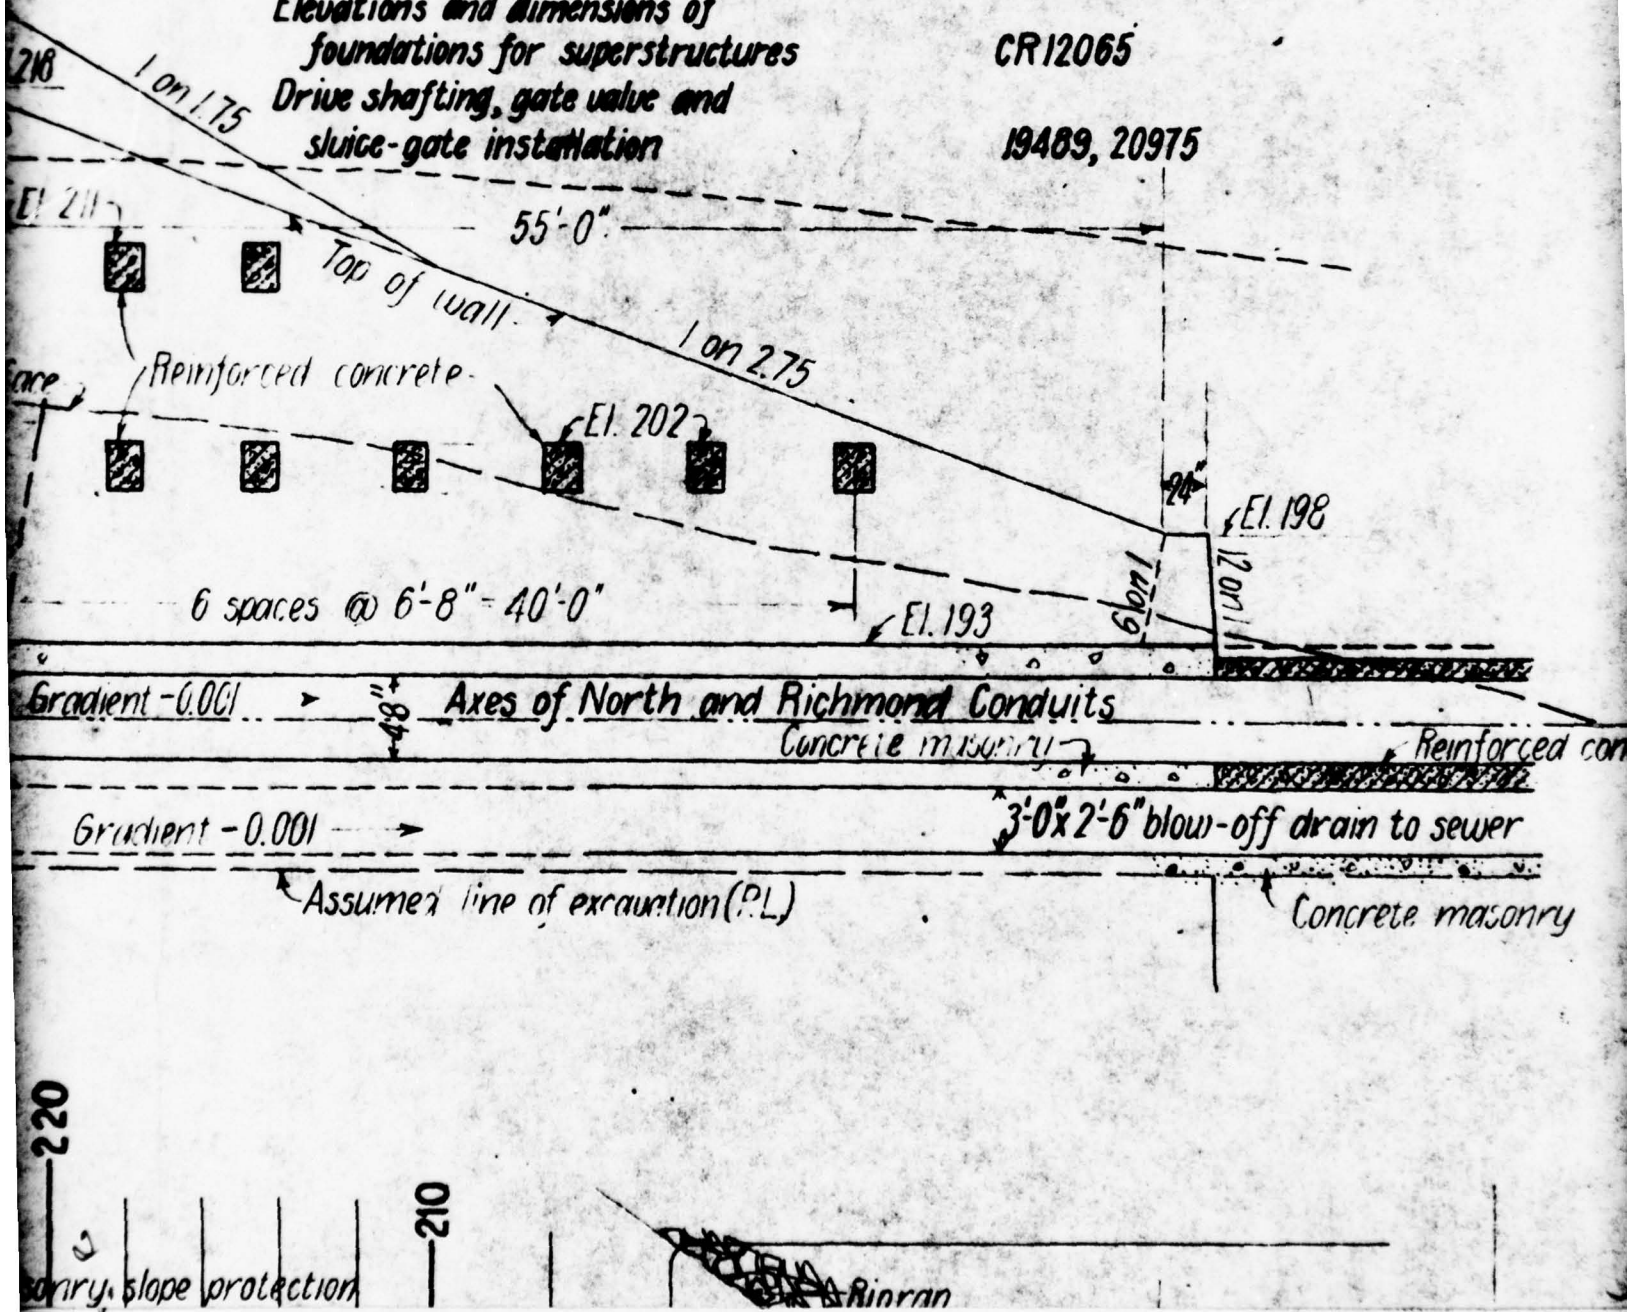 Elevations and dimensions of
foundations for superstructures CR12065
Drive shafting, gate valve and
sluice-gate installation 19489, 20975
218
1 on 1.75
El. 211
55'-0"
Top of wall
1 on 2.75
Reinforced concrete
El. 202
24"
El. 198
12 on 1
6 spaces @ 6'-8" = 40'-0"
El. 193
Gradient -0.001
48"
Axes of North and Richmond Conduits
Concrete masonry
Reinforced con
3'-0" x 2'-6" blow-off drain to sewer
Gradient -0.001
Assumed line of excavation (P.L.)
Concrete masonry
220
210
slope protection
Riprap